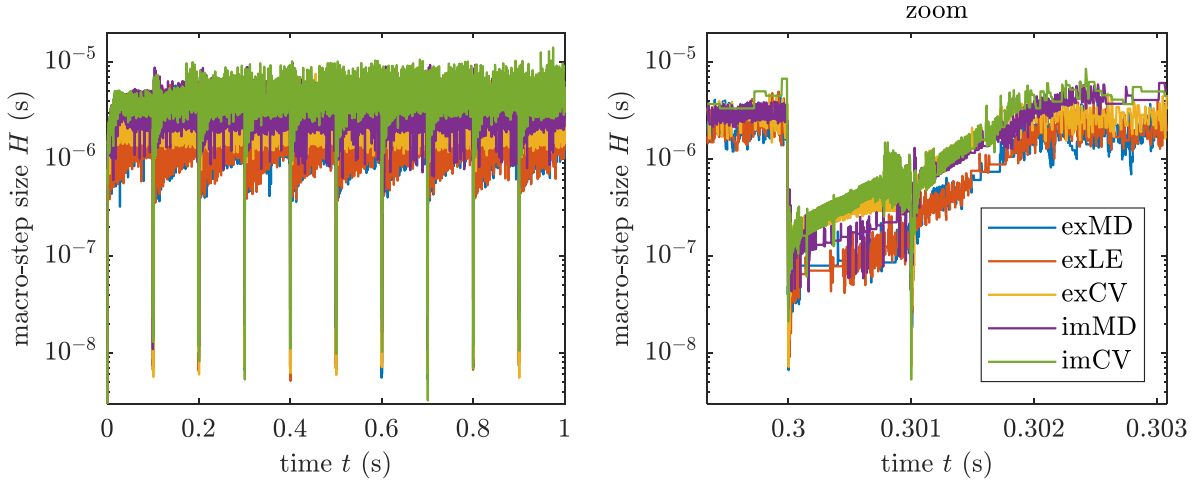 zoom
macro-step size H (s)
10⁻⁵
10⁻⁶
10⁻⁷
10⁻⁸
0 0.2 0.4 0.6 0.8 1
time t (s)
macro-step size H (s)
10⁻⁵
10⁻⁶
10⁻⁷
10⁻⁸
exMD
exLE
exCV
imMD
imCV
0.3 0.301 0.302 0.303
time t (s)